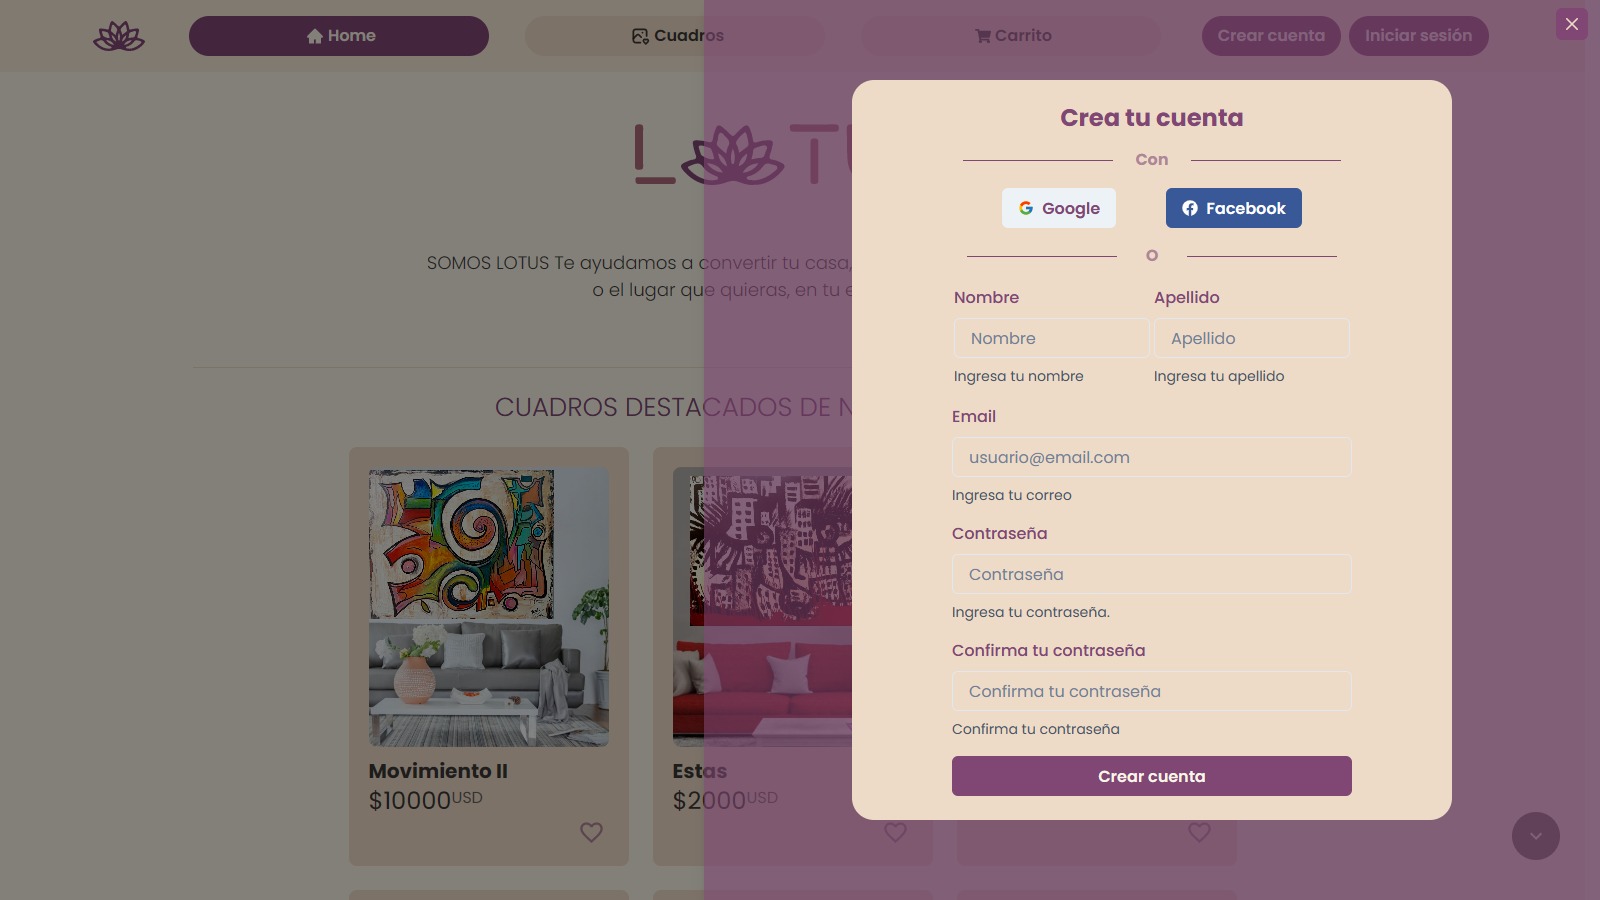 Home
Cuadros
Carrito
Crear cuenta
Iniciar sesión
Crea tu cuenta
Con
Google
Facebook
O
SOMOS LOTUS Te ayudamos a convertir tu casa,
o el lugar que quieras, en tu e
Nombre
Apellido
Nombre
Apellido
Ingresa tu nombre
Ingresa tu apellido
CUADROS DESTACADOS DE N
Email
usuario@email.com
Ingresa tu correo
Contraseña
Contraseña
Ingresa tu contraseña.
Confirma tu contraseña
Confirma tu contraseña
Confirma tu contraseña
Crear cuenta
Movimiento II
$10000USD
Estas
$2000USD